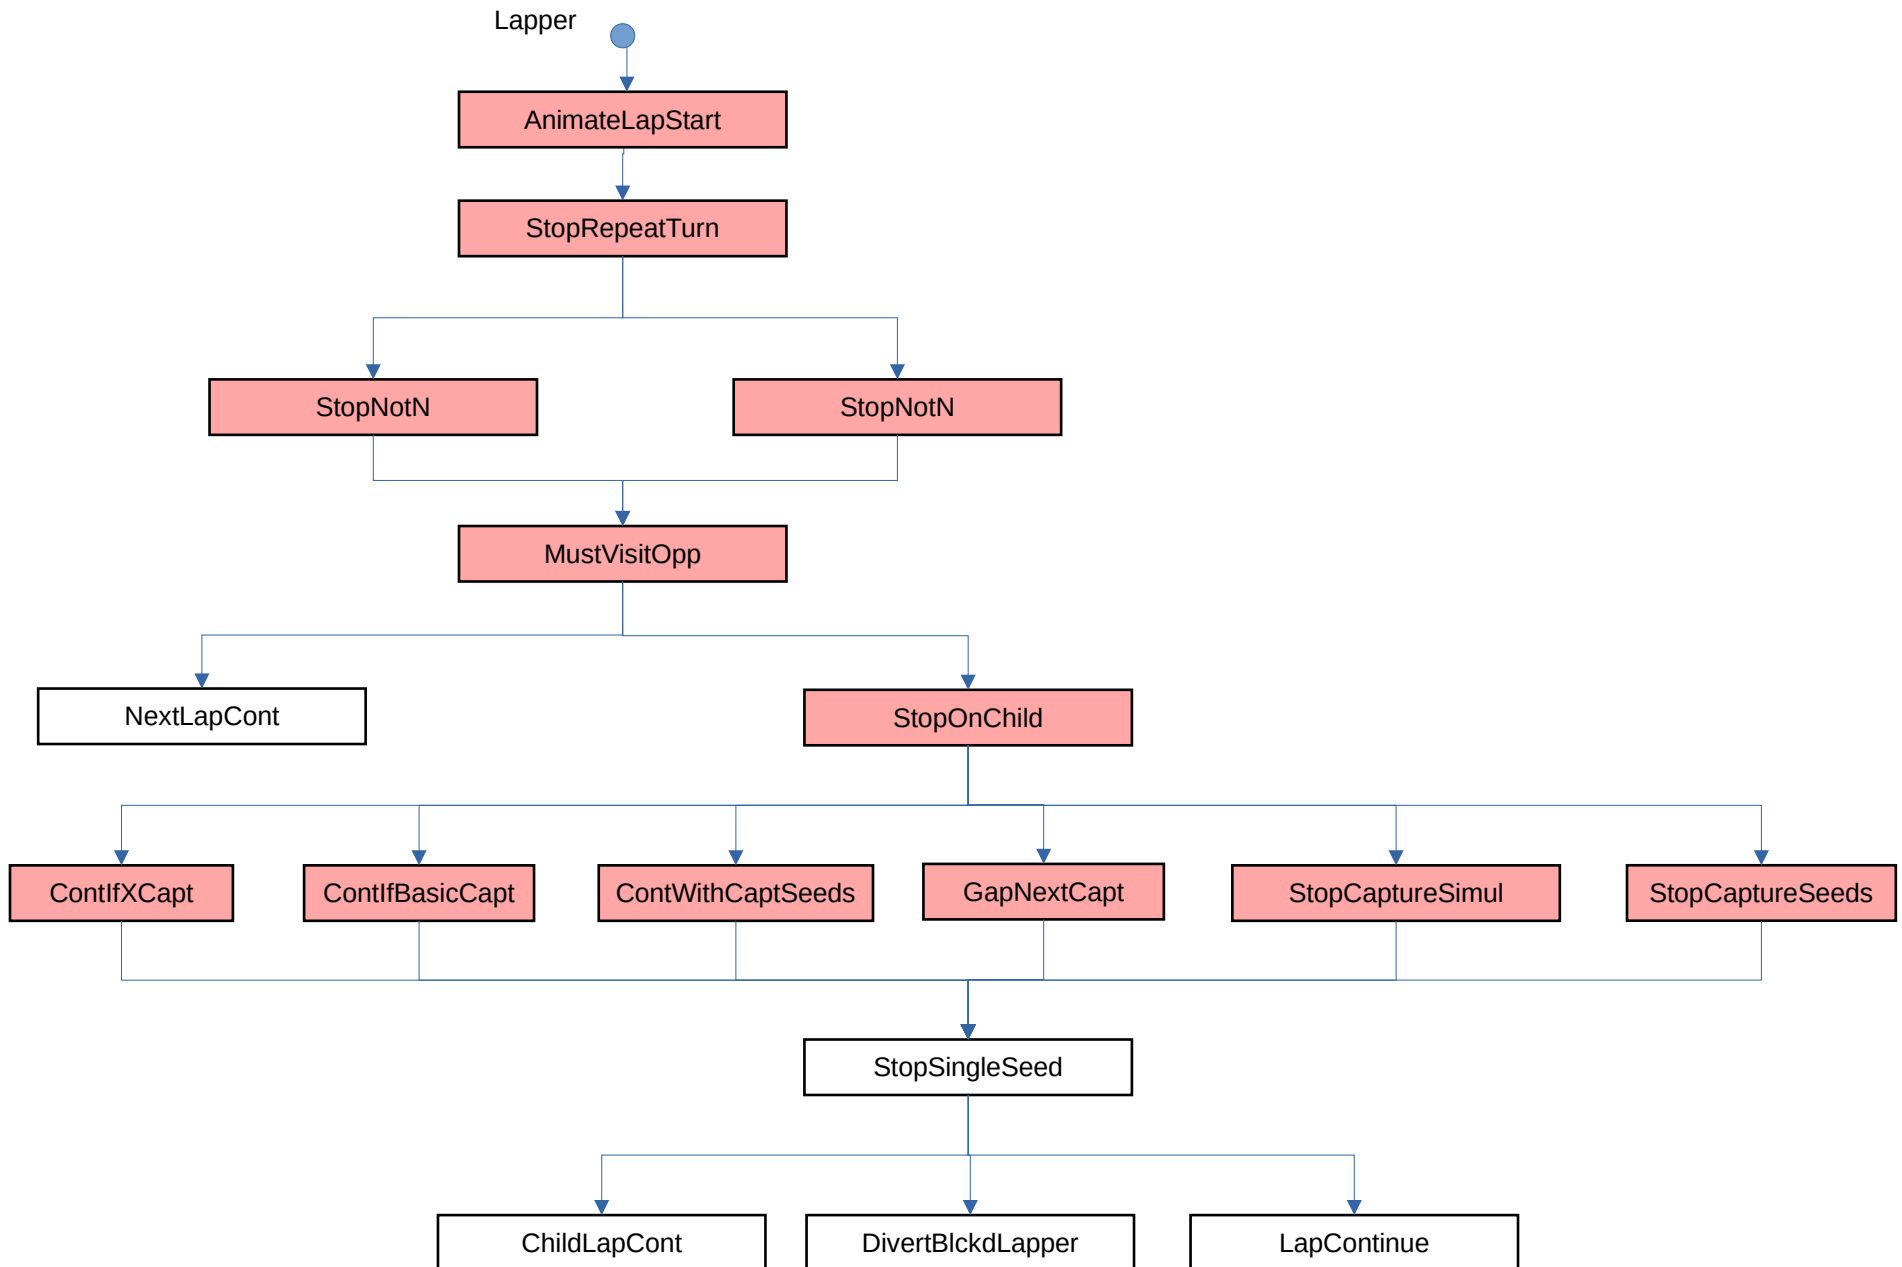 Lapper
AnimateLapStart
StopRepeatTurn
StopNotN
StopNotN
MustVisitOpp
NextLapCont
StopOnChild
ContIfXCapt
ContIfBasicCapt
ContWithCaptSeeds
GapNextCapt
StopCaptureSimul
StopCaptureSeeds
StopSingleSeed
ChildLapCont
DivertBlckdLapper
LapContinue